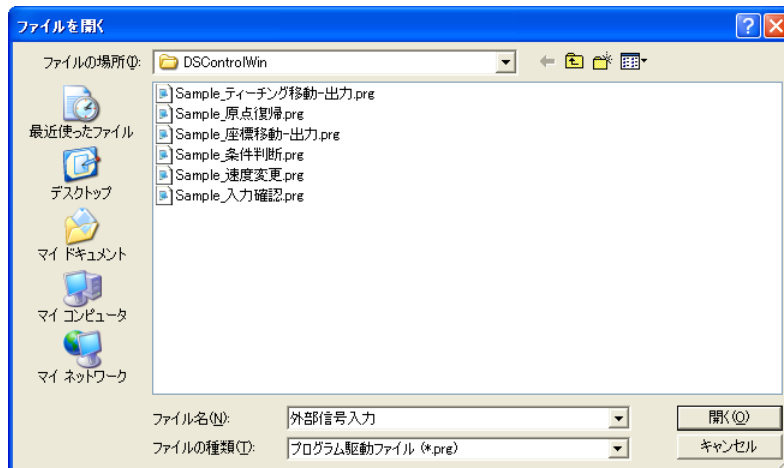 ファイルを開く
ファイルの場所(I):
DSControlWin
最近使ったファイル
デスクトップ
マイ ドキュメント
マイ コンピュータ
マイ ネットワーク
Sample_ティーチング移動-出力.prg
Sample_原点復帰.prg
Sample_座標移動-出力.prg
Sample_条件判断.prg
Sample_速度変更.prg
Sample_入力確認.prg
ファイル名(N):
外部信号入力
開く(O)
ファイルの種類(T):
プログラム駆動ファイル (*.prg)
キャンセル